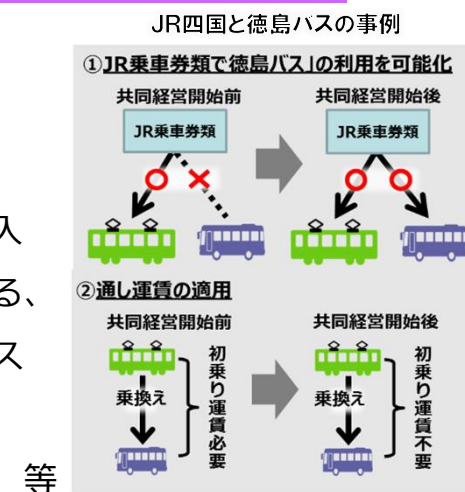 JR四国と徳島バスの事例
①JR乗車券類で徳島バス」の利用を可能化
共同経営開始前
共同経営開始後
JR乗車券類
JR乗車券類
入
る、
ス
等
②通し運賃の適用
共同経営開始前
共同経営開始後
乗換え
初乗り運賃必要
乗換え
初乗り運賃不要